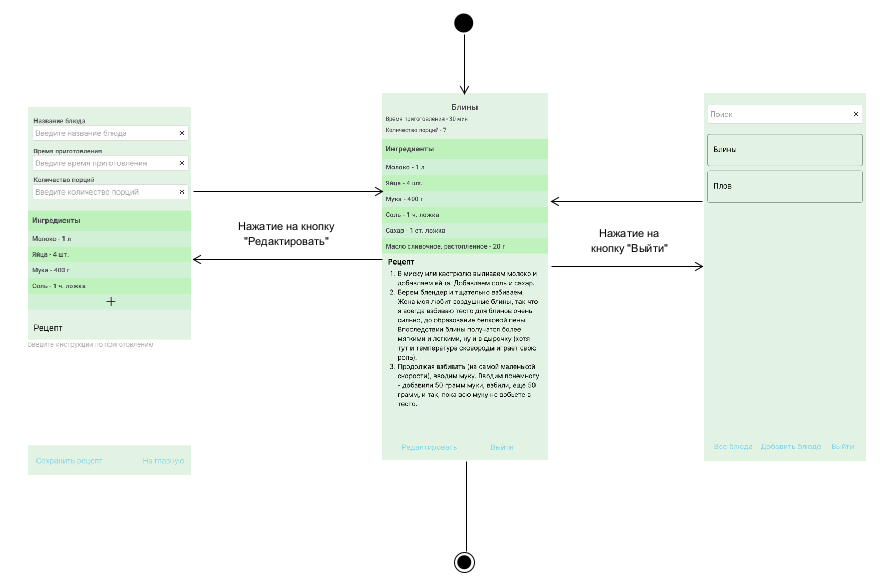 Название блюда
Введите название блюда
Время приготовления
Введите время приготовления
Количество порций
Введите количество порций
Ингредиенты
Молоко - 1 л
Яйца - 4 шт.
Мука - 400 г
Соль - 1 ч. ложка
Рецепт
Введите инструкции по приготовлению
Сохранить рецепт
На главную
Нажатие на кнопку
"Редактировать"
Блины
Время приготовления - 30 мин
Количество порций - 7
Ингредиенты
Молоко - 1 л
Яйца - 4 шт.
Мука - 400 г
Соль - 1 ч. ложка
Сахар - 1 ст. ложка
Масло сливочное, растопленное - 20 г
Рецепт
1. В миску или кастрюлю выливаем молоко и
добавляем яйца. Добавляем соль и сахар.
2. Берем блендер и тщательно взбиваем.
Жена моя любит воздушные блины, так что
я всегда взбиваю тесто для блинов очень
сильно, до образования белковой пены.
Впоследствии блины получатся более
мягкими и легкими, ну и в дырочку (хотя
тут и температура сковороды играет свою
роль).
3. Продолжая взбивать (на самой маленькой
скорости), вводим муку. Вводим понемногу
- добавили 50 грамм муки, взбили, еще 50
грамм, и так, пока всю муку не взобьете в
тесто.
Редактировать
Выйти
Нажатие на
кнопку "Выйти"
Поиск
Блины
Плов
Все блюда
Добавить блюдо
Выйти